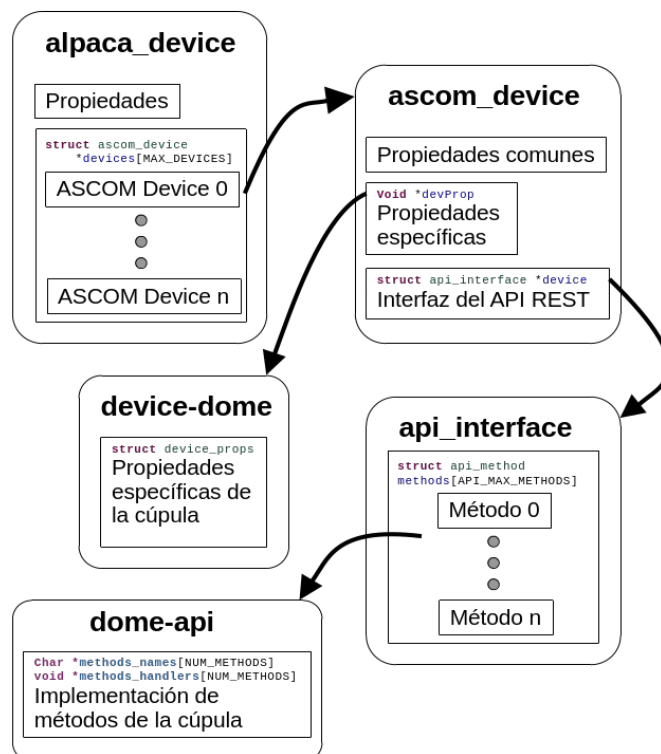 alpaca_device
Propiedades
struct ascom_device
*devices[MAX_DEVICES]
ASCOM Device 0
ASCOM Device n
ascom_device
Propiedades comunes
Void *devProp
Propiedades
específicas
struct api_interface *device
Interfaz del API REST
device-dome
struct device_props
Propiedades
específicas de
la cúpula
api_interface
struct api_method
methods[API_MAX_METHODS]
Método 0
Método n
dome-api
Char *methods_names[NUM_METHODS]
void *methods_handlers[NUM_METHODS]
Implementación de
métodos de la cúpula